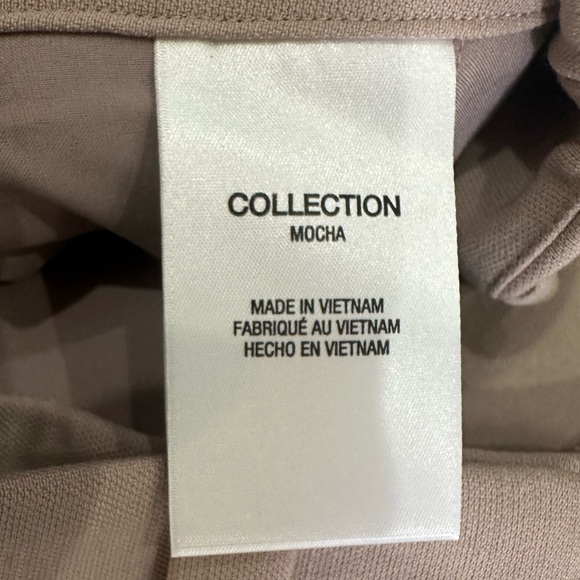 COLLECTION
MOCHA
MADE IN VIETNAM
FABRIQUÉ AU VIETNAM
HECHO EN VIETNAM